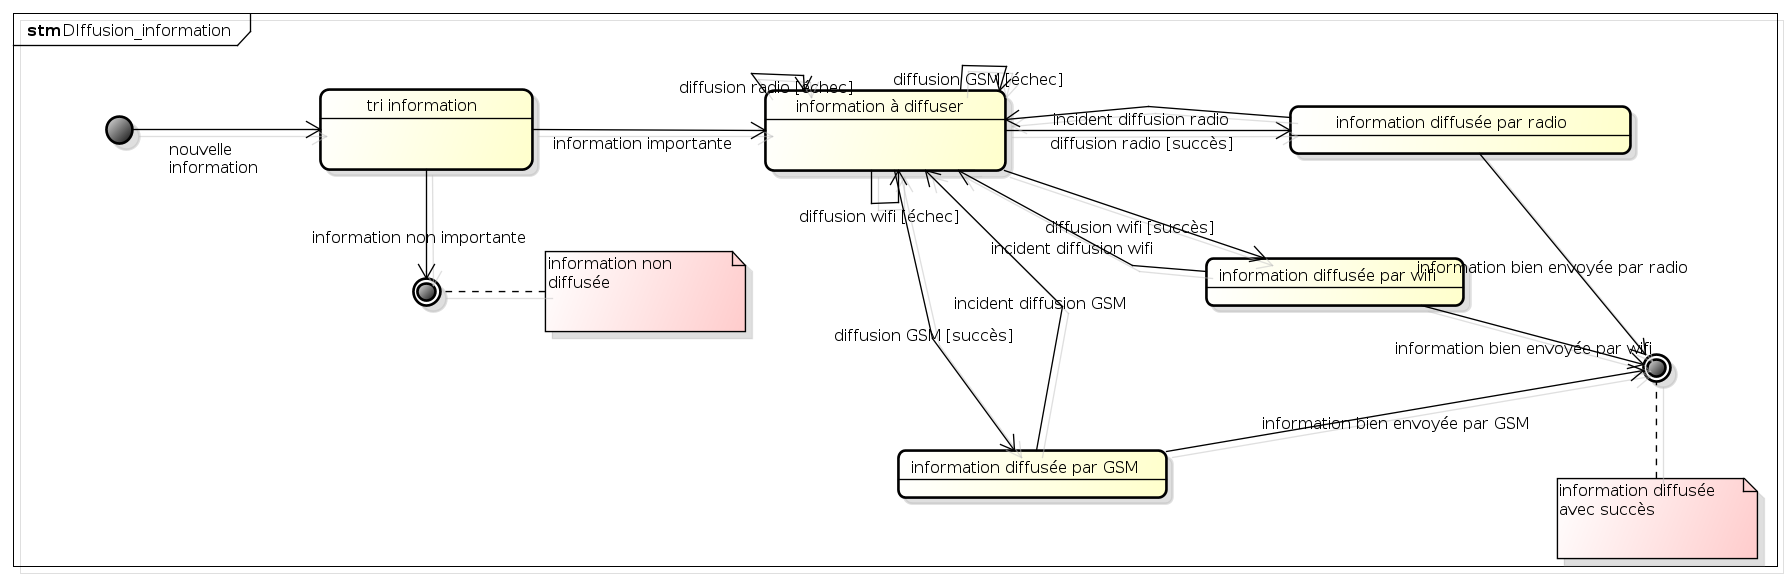 stm DIffusion_information
diffusion radio [échec]
diffusion GSM [échec]
tri information
information à diffuser
information diffusée par radio
nouvelle
information
information importante
incident diffusion radio
diffusion radio [succès]
diffusion wifi [échec]
diffusion wifi [succès]
incident diffusion wifi
information non importante
information non
diffusée
information diffusée par wifi
information bien envoyée par radio
incident diffusion GSM
diffusion GSM [succès]
information bien envoyée par wifi
information bien envoyée par GSM
information diffusée par GSM
information diffusée
avec succès